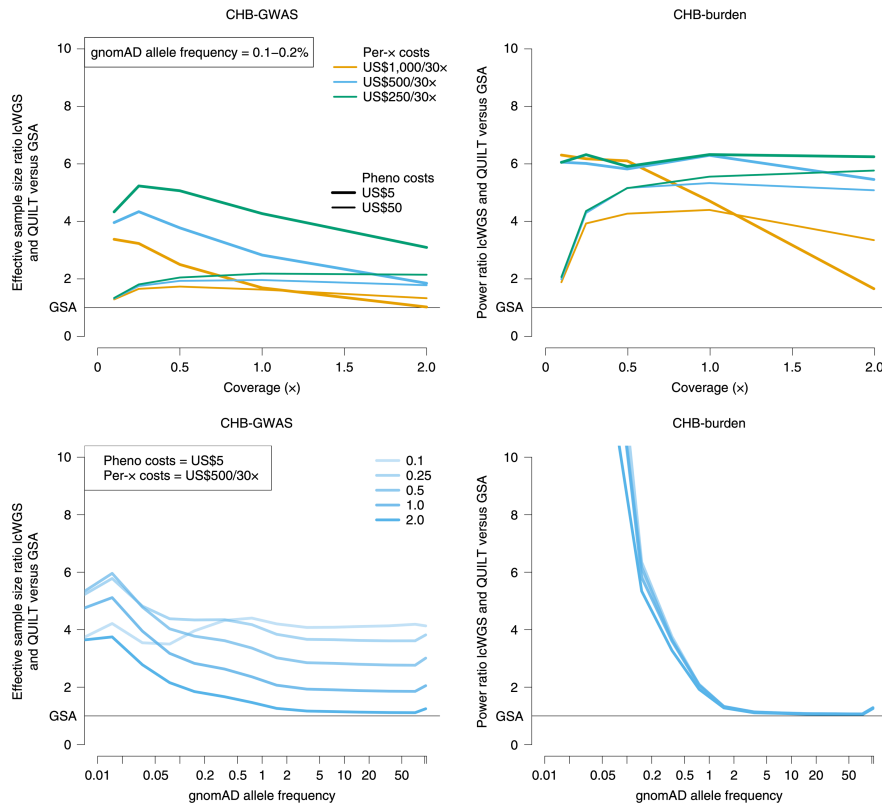 CHB-GWAS
gnomAD allele frequency = 0.1–0.2%
Per-× costs
US$1,000/30×
US$500/30×
US$250/30×
Pheno costs
US$5
US$50
Effective sample size ratio lcWGS
and QUILT versus GSA
10
8
6
4
2
GSA
0
0 0.5 1.0 1.5 2.0
Coverage (×)
CHB-burden
Power ratio lcWGS and QUILT versus GSA
10
8
6
4
2
GSA
0
0 0.5 1.0 1.5 2.0
Coverage (×)
CHB-GWAS
Pheno costs = US$5
Per-× costs = US$500/30×
0.1
0.25
0.5
1.0
2.0
Effective sample size ratio lcWGS
and QUILT versus GSA
10
8
6
4
2
GSA
0
0.01 0.05 0.2 0.5 1 2 5 10 20 50
gnomAD allele frequency
CHB-burden
Power ratio lcWGS and QUILT versus GSA
10
8
6
4
2
GSA
0
0.01 0.05 0.2 0.5 1 2 5 10 20 50
gnomAD allele frequency